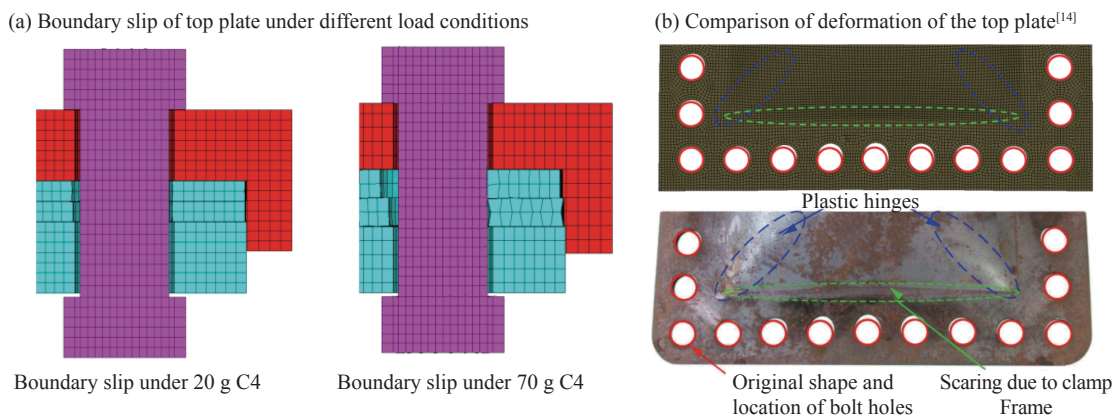 (a) Boundary slip of top plate under different load conditions
(b) Comparison of deformation of the top plate[14]
Plastic hinges
Boundary slip under 20 g C4
Boundary slip under 70 g C4
Original shape and
location of bolt holes
Scaring due to clamp
Frame